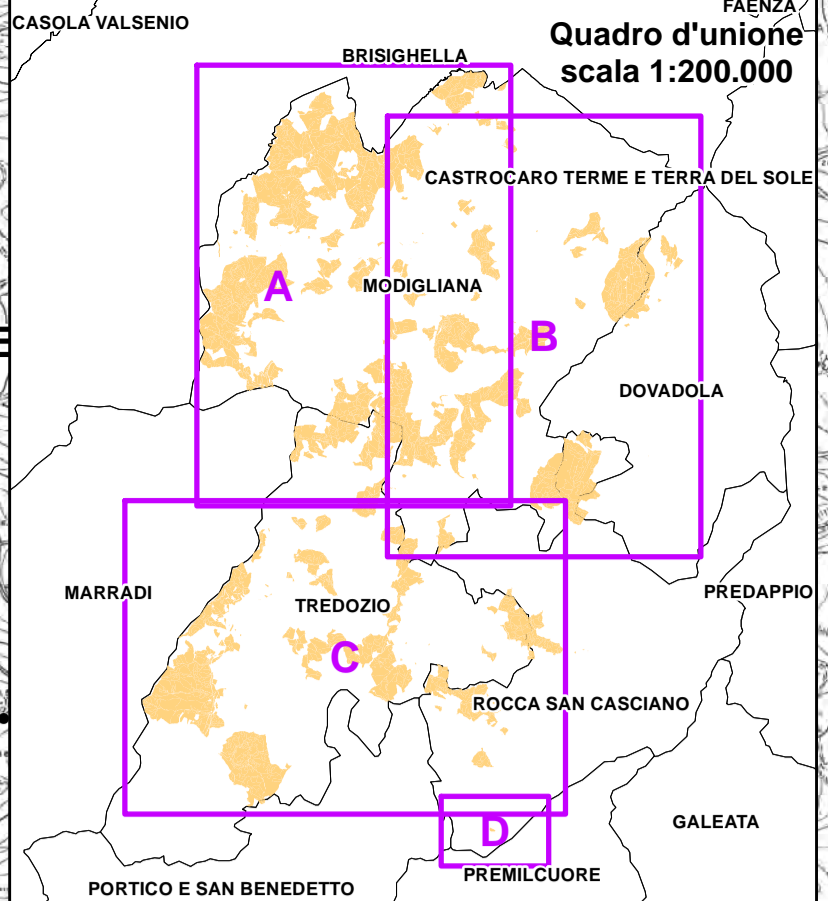 FAENZA
CASOLA VALSENIO
Quadro d'unione
scala 1:200.000
BRISIGHELLA
CASTROCARO TERME E TERRA DEL SOLE
A
MODIGLIANA
B
DOVADOLA
MARRADI
PREDAPPIO
TREDOZIO
C
ROCCA SAN CASCIANO
D
GALEATA
PREMILCUORE
PORTICO E SAN BENEDETTO